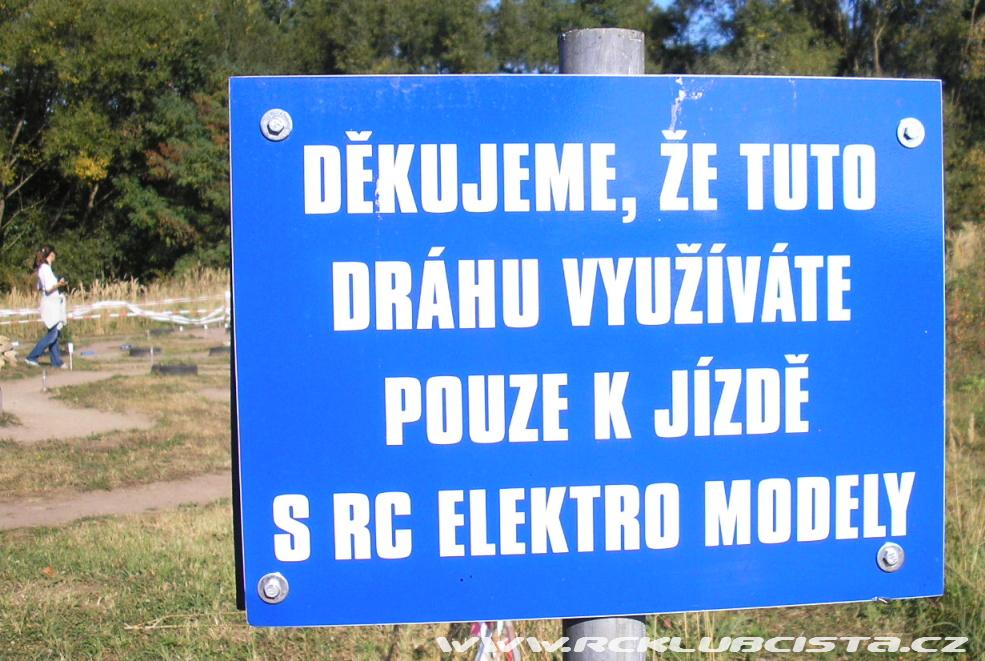 DĚKUJEME, ŽE TUTO
DRÁHU VYUŽÍVÁTE
POUZE K JÍZDĚ
S RC ELEKTRO MODELY
WWW.RCKLUBCISTA.CZ